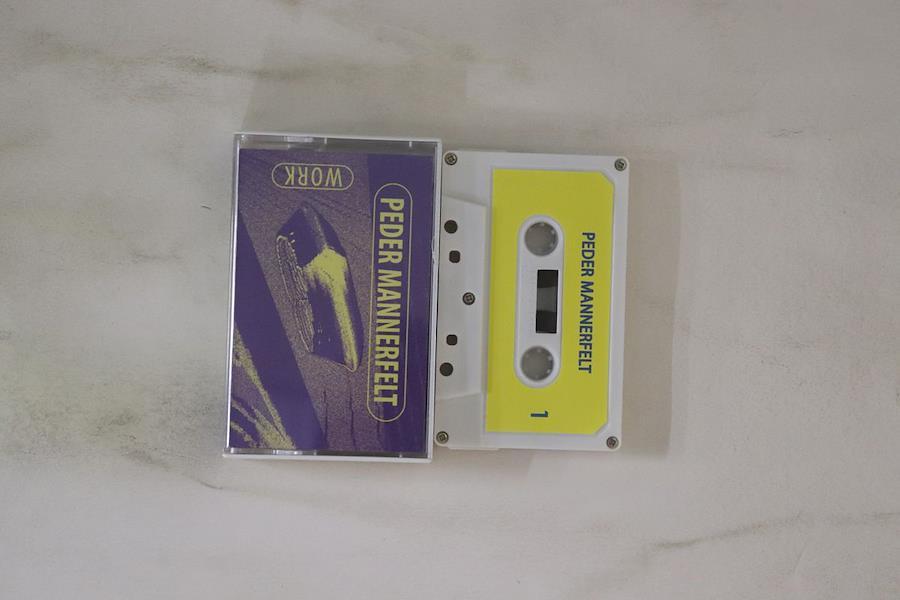 WORK
PEDER MANNERFELT
PEDER MANNERFELT
1